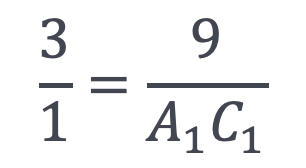 3/1 = 9/A₁C₁